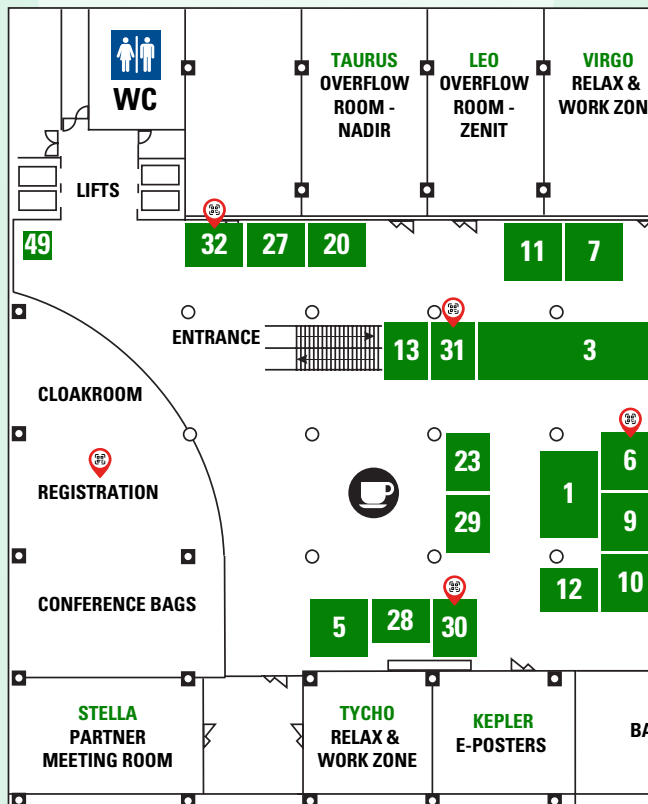 TAURUS
OVERFLOW
ROOM -
NADIR
LEO
OVERFLOW
ROOM -
ZENIT
VIRGO
RELAX &
WORK ZON
WC
LIFTS
49
32
27
20
11
7
ENTRANCE
13
31
3
CLOAKROOM
REGISTRATION
23
29
1
6
9
12
10
CONFERENCE BAGS
5
28
30
STELLA
PARTNER
MEETING ROOM
TYCHO
RELAX &
WORK ZONE
KEPLER
E-POSTERS
BA